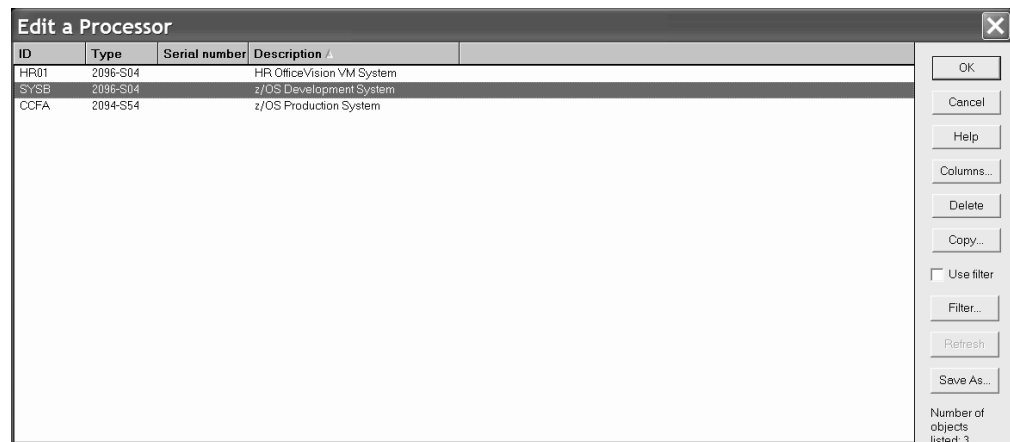 Edit a Processor
ID Type Serial number Description
HR01 2096-S04 HR OfficeVision VM System
SYSB 2096-S04 z/OS Development System
CCFA 2094-S54 z/OS Production System
OK
Cancel
Help
Columns...
Delete
Copy...
Use filter
Filter...
Refresh
Save As...
Number of
objects
listed: 3